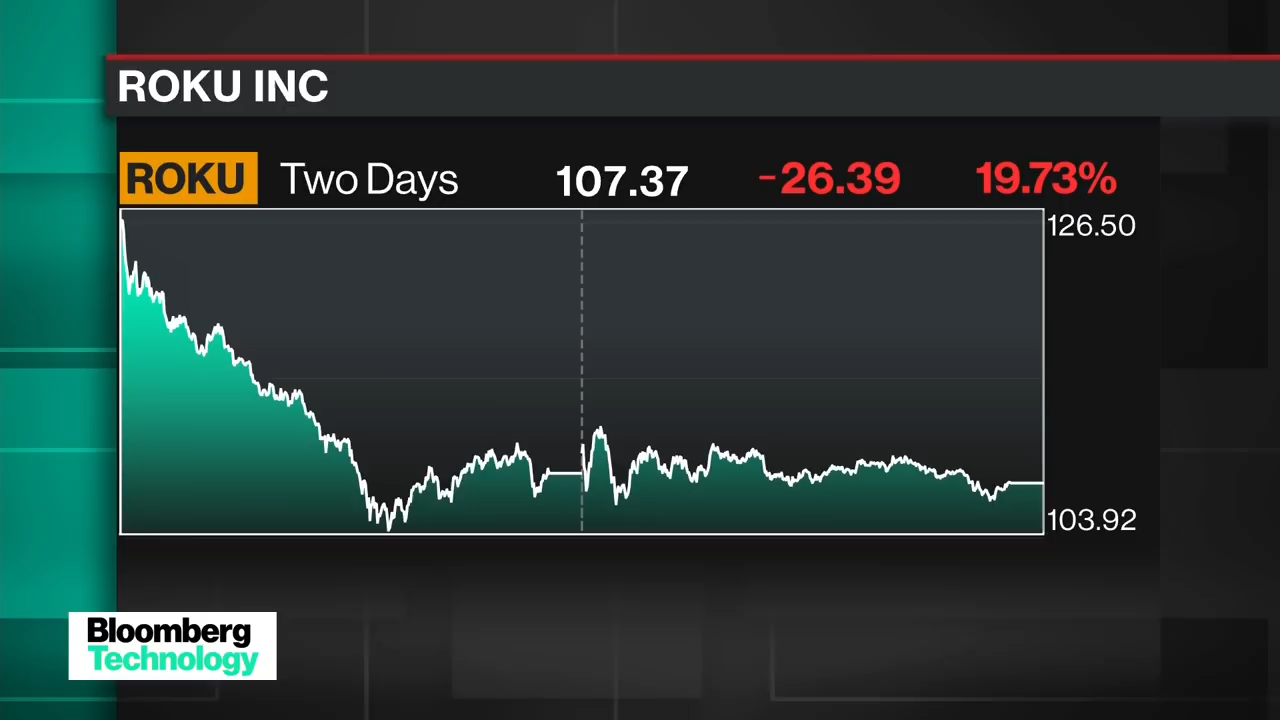 ROKU INC
ROKU Two Days 107.37 -26.39 19.73%
126.50
103.92
Bloomberg
Technology